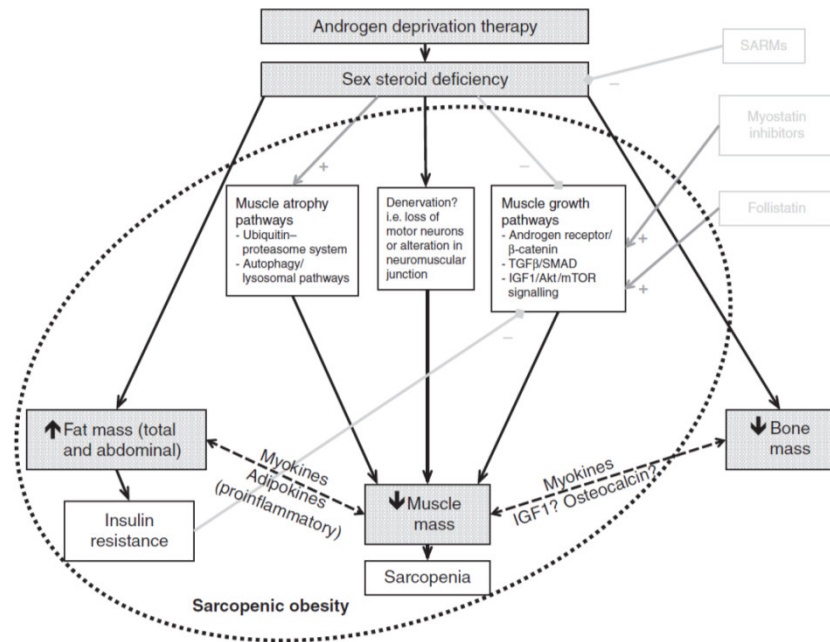 Androgen deprivation therapy
Sex steroid deficiency
SARMs
–
Myostatin
inhibitors
Follistatin
+
–
Muscle atrophy
pathways
- Ubiquitin–
proteasome system
- Autophagy/
lysosomal pathways
Denervation?
i.e. loss of
motor neurons
or alteration in
neuromuscular
junction
Muscle growth
pathways
- Androgen receptor/
β-catenin
- TGFβ/SMAD
- IGF1/Akt/mTOR
signalling
+
+
–
Fat mass (total
and abdominal)
Bone
mass
Myokines
Adipokines
(proinflammatory)
Myokines
IGF1? Osteocalcin?
Muscle
mass
Insulin
resistance
Sarcopenia
Sarcopenic obesity